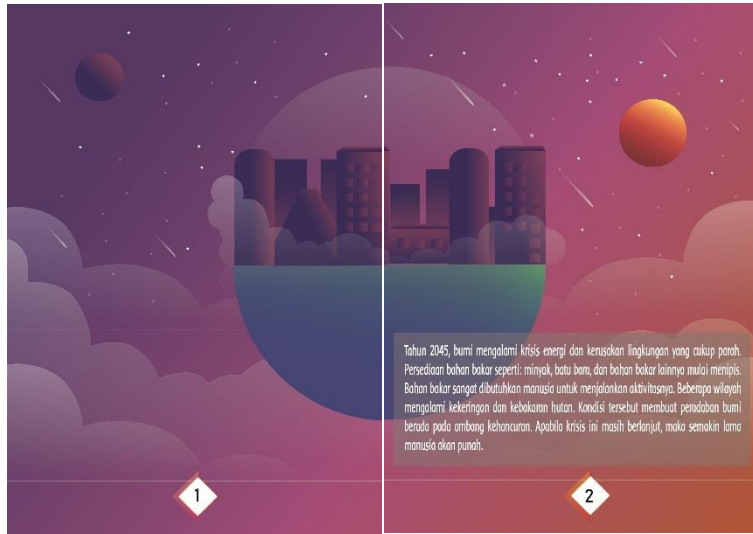 1
Tahun 2045, bumi mengalami krisis energi dan kerusakan lingkungan yang cukup parah.
Persediaan bahan bakar seperti: minyak, batu bara, dan bahan bakar lainnya mulai menipis.
Bahan bakar sangat dibutuhkan manusia untuk menjalankan aktivitasnya. Beberapa wilayah
mengalami kekeringan dan kebakaran hutan. Kondisi tersebut membuat peradaban bumi
berada pada ambang kehancuran. Apabila krisis ini masih berlanjut, maka semakin lama
manusia akan punah.
2